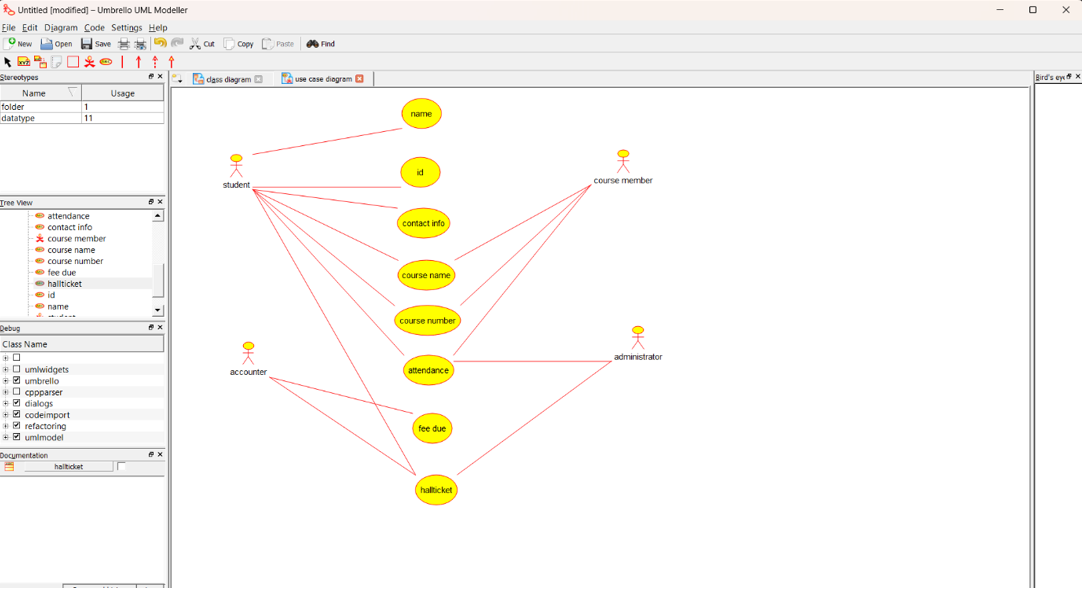 Untitled [modified] – Umbrello UML Modeller
File Edit Diagram Code Settings Help
New Open Save Cut Copy Paste Find
Stereotypes
Name Usage
folder 1
datatype 11
Tree View
attendance
contact info
course member
course name
course number
fee due
hallticket
id
name
Debug
Class Name
umlwidgets
umbrello
cppparser
dialogs
codeimport
refactoring
umlmodel
Documentation
hallticket
class diagram use case diagram
name
id
contact info
course name
course number
attendance
fee due
hallticket
student
accounter
course member
administrator
Bird's eye